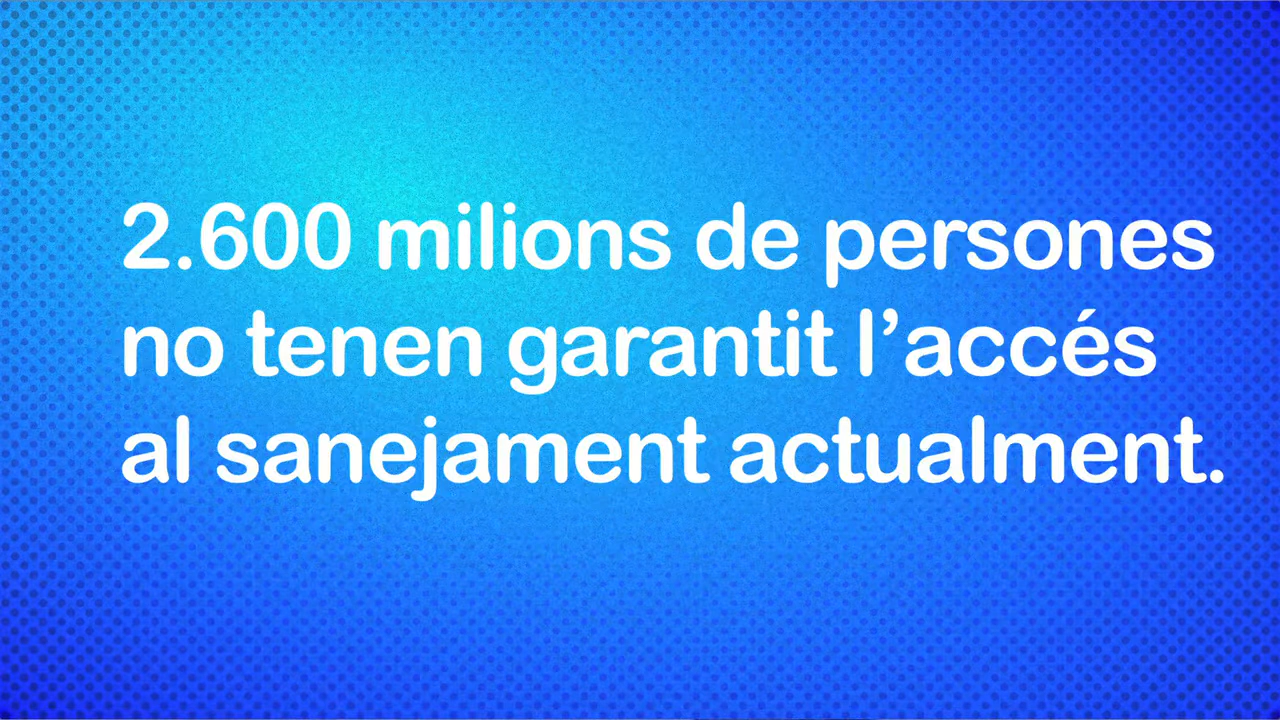 2.600 milions de persones
no tenen garantit l’accés
al sanejament actualment.